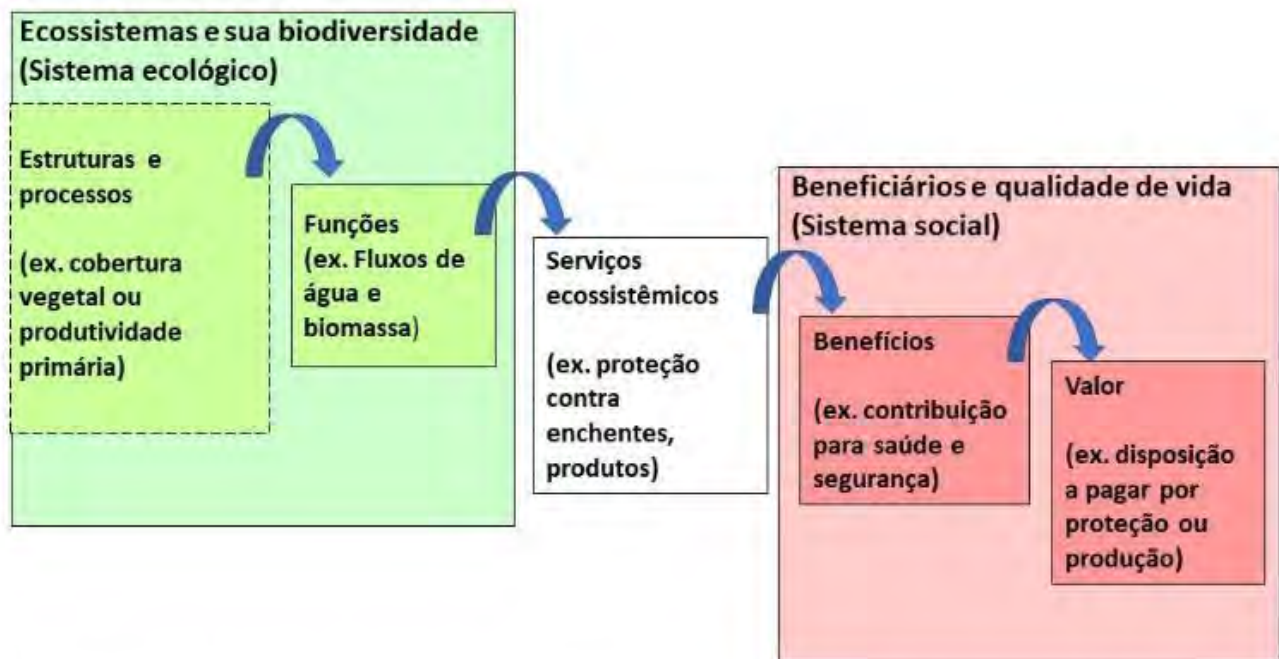 Ecossistemas e sua biodiversidade
(Sistema ecológico)
Estruturas e
processos
(ex. cobertura
vegetal ou
produtividade
primária)
Funções
(ex. Fluxos de
água e
biomassa)
Serviços
ecossistêmicos
(ex. proteção
contra
enchentes,
produtos)
Beneficiários e qualidade de vida
(Sistema social)
Benefícios
(ex. contribuição
para saúde e
segurança)
Valor
(ex. disposição
a pagar por
proteção ou
produção)